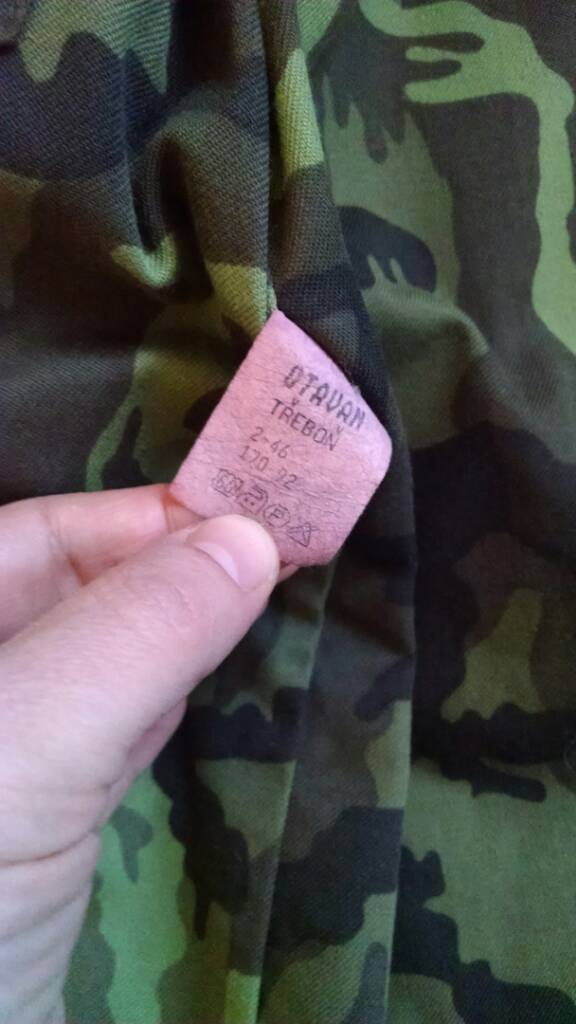 OTAVAN
TŘEBOŇ
2-46
170 92